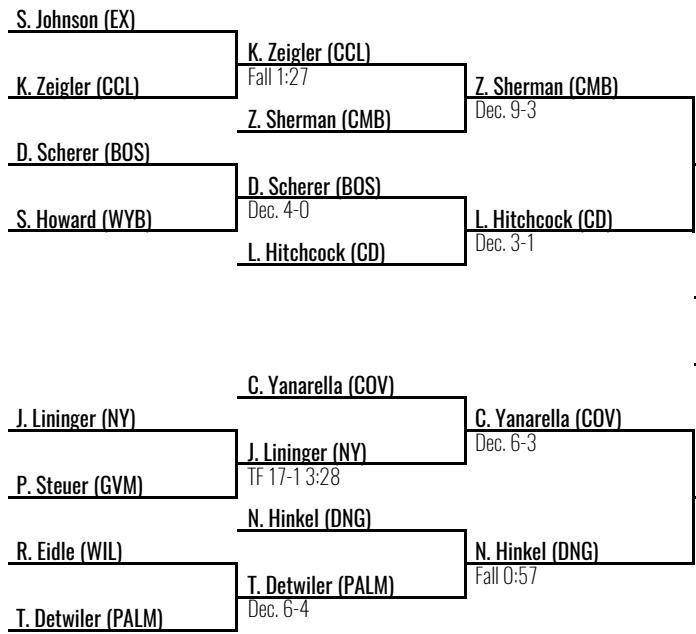 S. Johnson (EX)
K. Zeigler (CCL)
Fall 1:27
K. Zeigler (CCL)
Z. Sherman (CMB)
Dec. 9-3
Z. Sherman (CMB)
D. Scherer (BOS)
D. Scherer (BOS)
Dec. 4-0
S. Howard (WYB)
L. Hitchcock (CD)
Dec. 3-1
L. Hitchcock (CD)
C. Yanarella (COV)
J. Lininger (NY)
C. Yanarella (COV)
Dec. 6-3
J. Lininger (NY)
TF 17-1 3:28
P. Steuer (GVM)
N. Hinkel (DNG)
R. Eidle (WIL)
N. Hinkel (DNG)
Fall 0:57
T. Detwiler (PALM)
Dec. 6-4
T. Detwiler (PALM)